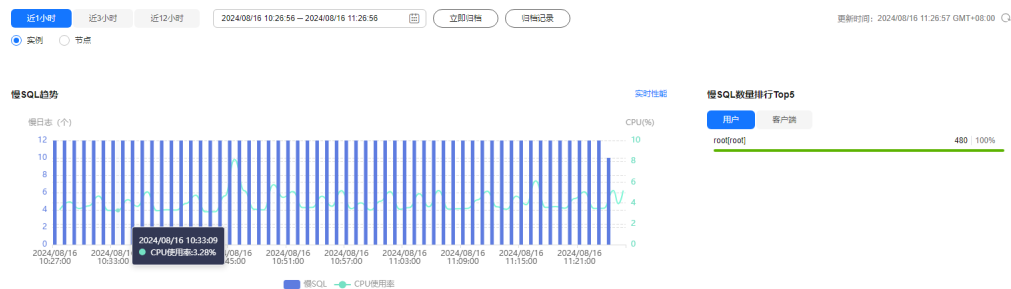 近1小时 近3小时 近12小时 2024/08/16 10:26:56 — 2024/08/16 11:26:56 立即归档 归档记录 更新时间：2024/08/16 11:26:57 GMT+08:00
实例 节点
慢SQL趋势 实时性能 慢SQL数量排行Top5
慢日志（个） CPU(%) 用户 客户端
root[root] 480 100%
12 10
10 8
8 6
6 4
4 2
2 0
0
2024/08/16 10:33:09
CPU使用率:3.28%
2024/08/16 10:27:00
10:33:00
45:00
2024/08/16 10:51:00
2024/08/16 10:57:00
2024/08/16 11:03:00
2024/08/16 11:09:00
2024/08/16 11:15:00
2024/08/16 11:21:00
慢SQL CPU使用率